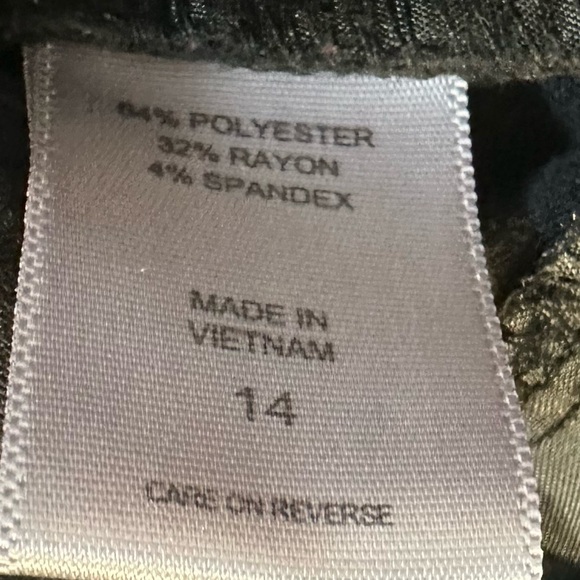 64% POLYESTER
32% RAYON
4% SPANDEX
MADE IN
VIETNAM
14
CARE ON REVERSE